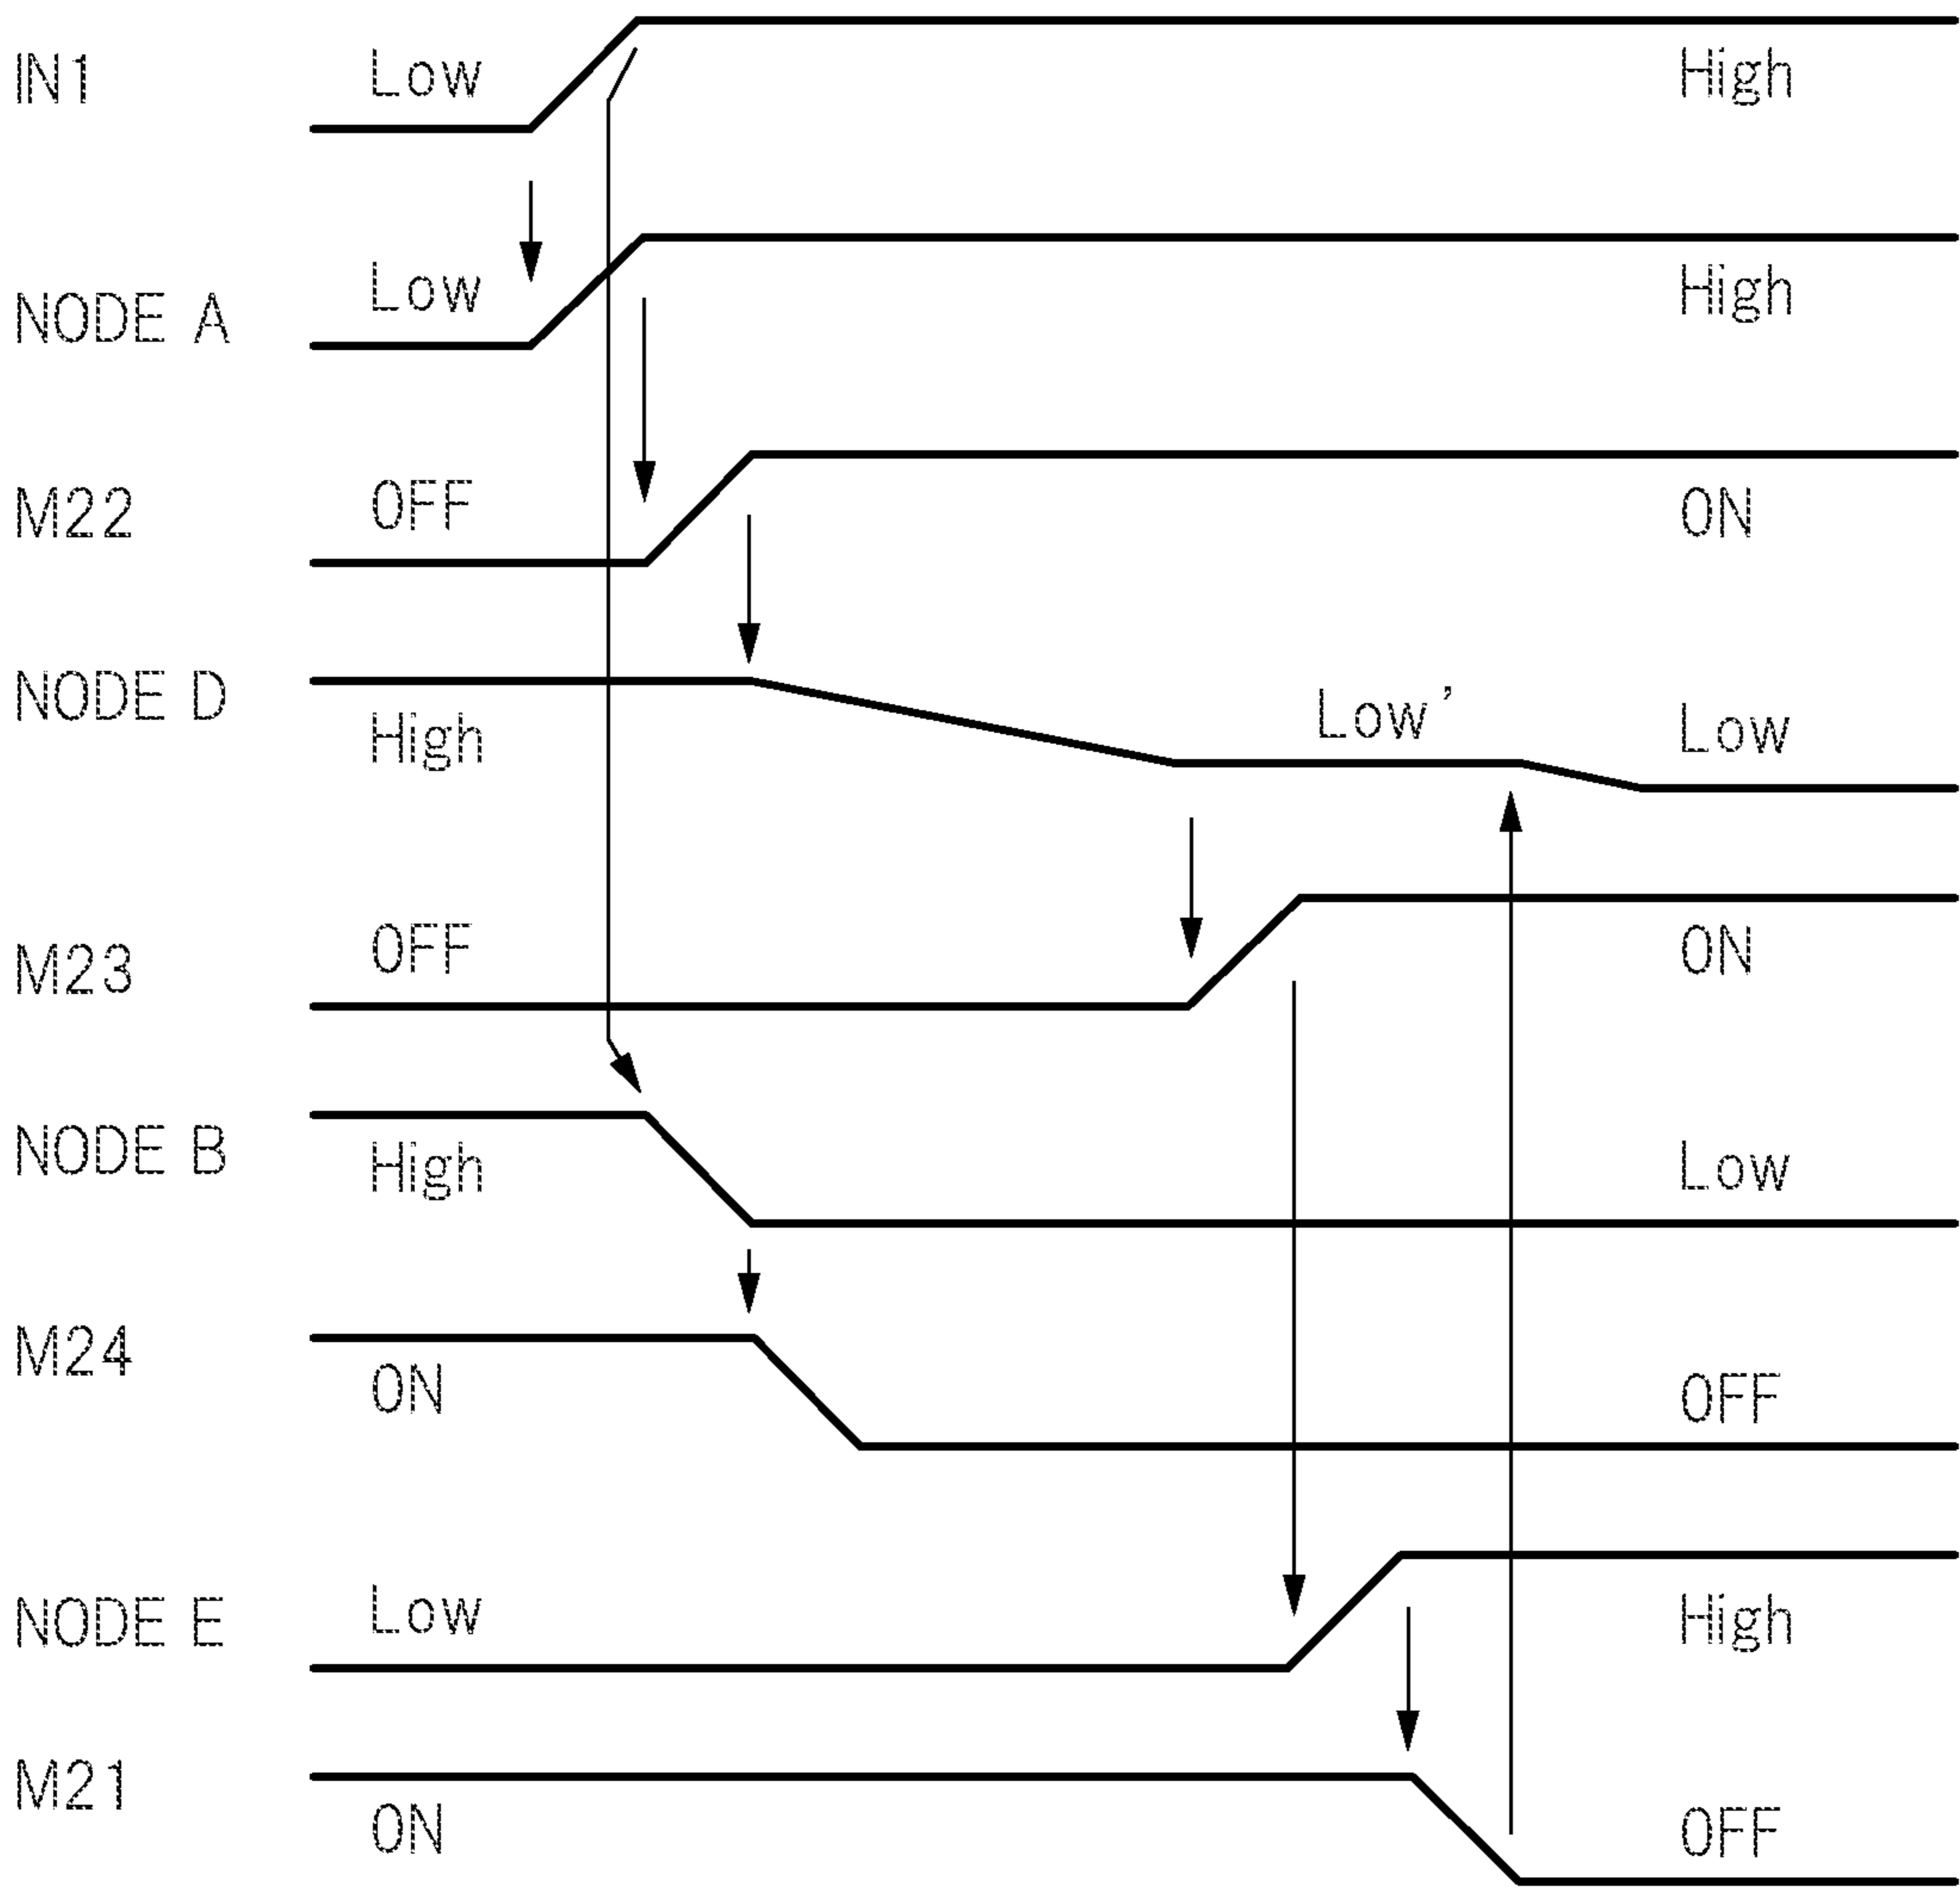 IN1 Low High
NODE A Low High
M22 OFF ON
NODE D High Low' Low
M23 OFF ON
NODE B High Low
M24 ON OFF
NODE E Low High
M21 ON OFF